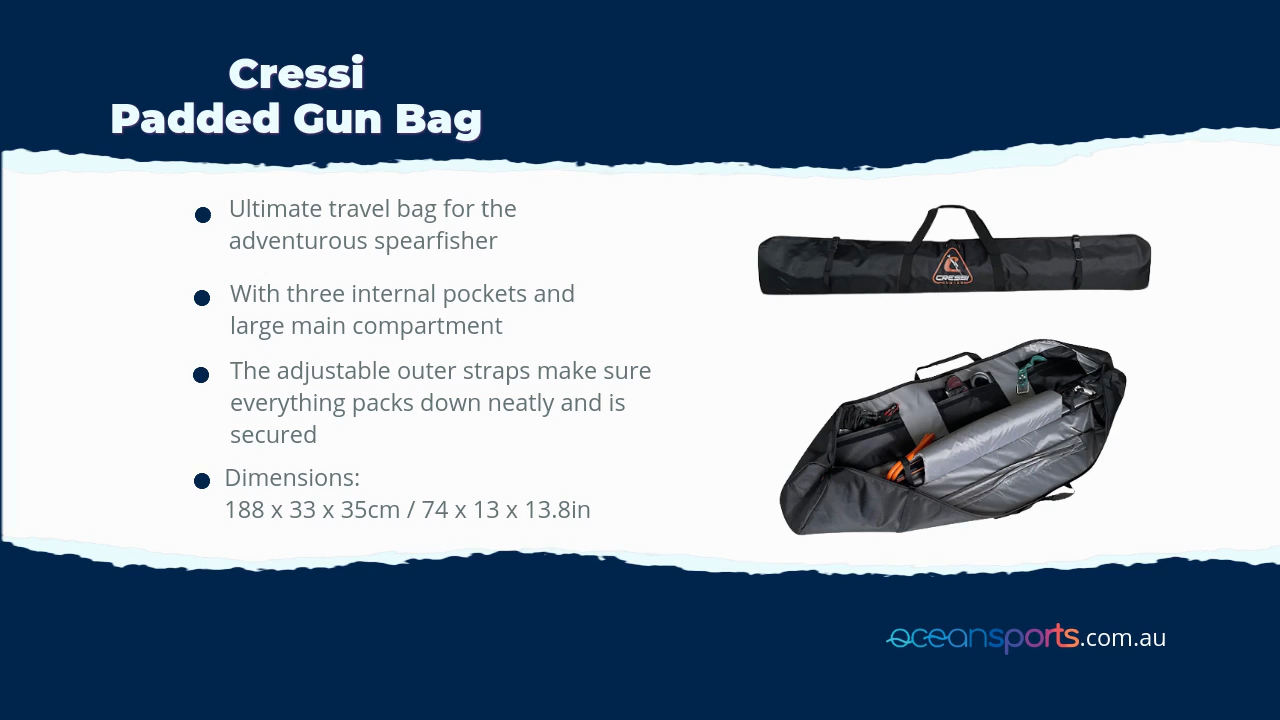 Cressi
Padded Gun Bag
Ultimate travel bag for the
adventurous spearfisher
With three internal pockets and
large main compartment
The adjustable outer straps make sure
everything packs down neatly and is
secured
Dimensions:
188 x 33 x 35cm / 74 x 13 x 13.8in
CRESSI
oceansports.com.au